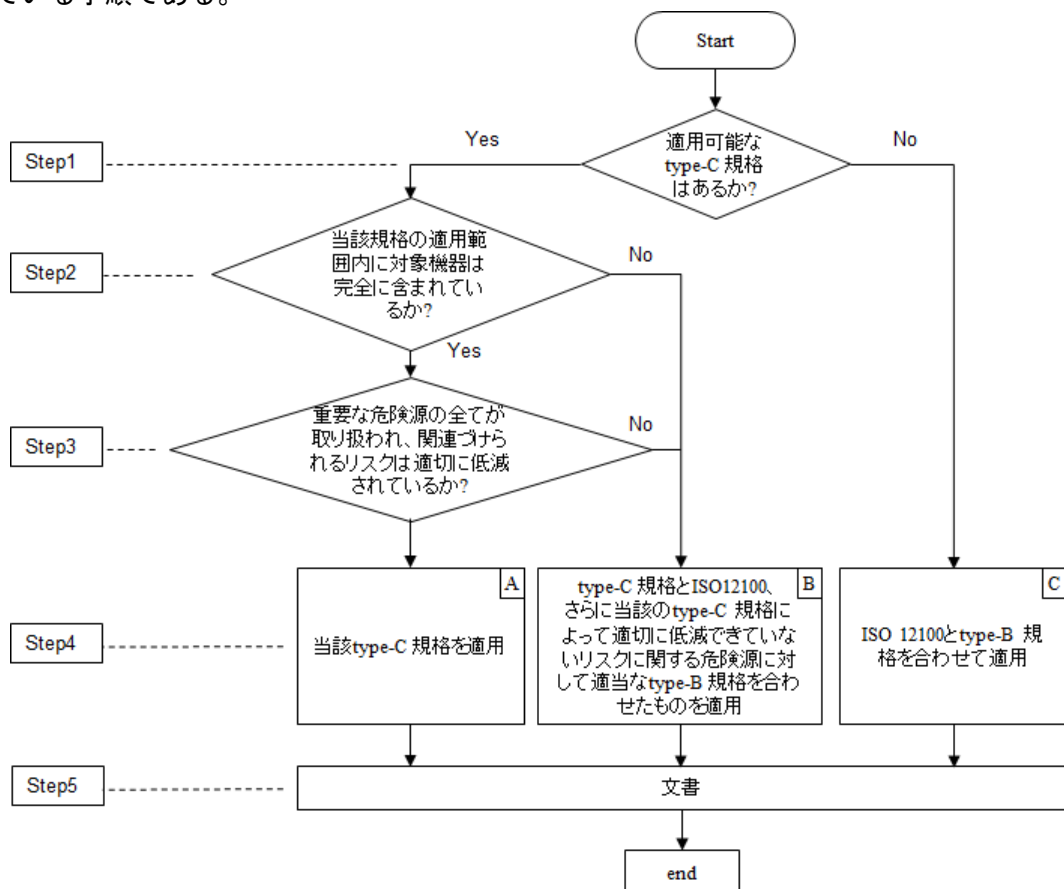 ている手順である。
Start
Step1
Yes
適用可能な
type-C 規格
はあるか?
No
Step2
当該規格の適用範
囲内に対象機器は
完全に含まれてい
るか?
No
Yes
Step3
重要な危険源の全てが
取り扱われ、関連づけら
れるリスクは適切に低減
されているか?
No
Step4
A
当該type-C 規格を適用
B
type-C 規格とISO12100、
さらに当該のtype-C 規格に
よって適切に低減できていな
いリスクに関する危険源に対
して適当なtype-B 規格を合わ
せたものを適用
C
ISO 12100とtype-B 規
格を合わせて適用
Step5
文書
end